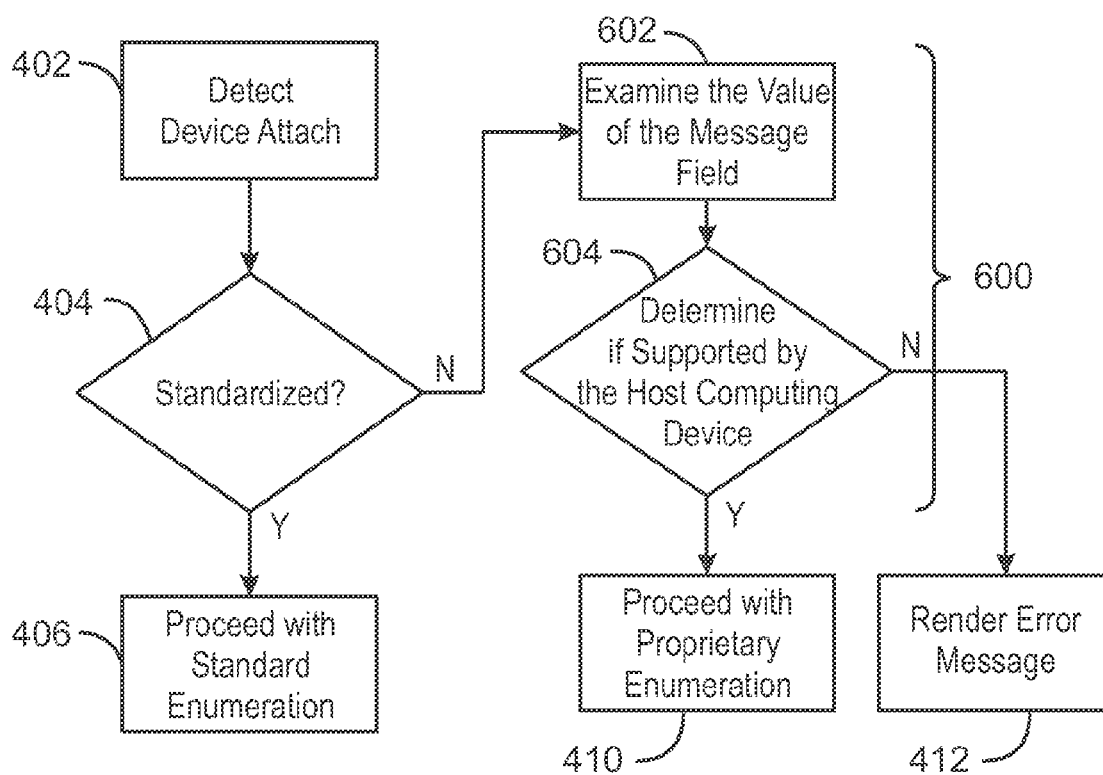 402
Detect
Device Attach
404
Standardized?
N
Y
406
Proceed with
Standard
Enumeration
602
Examine the Value
of the Message
Field
604
Determine
if Supported by
the Host Computing
Device
N
Y
600
Proceed with
Proprietary
Enumeration
410
Render Error
Message
412